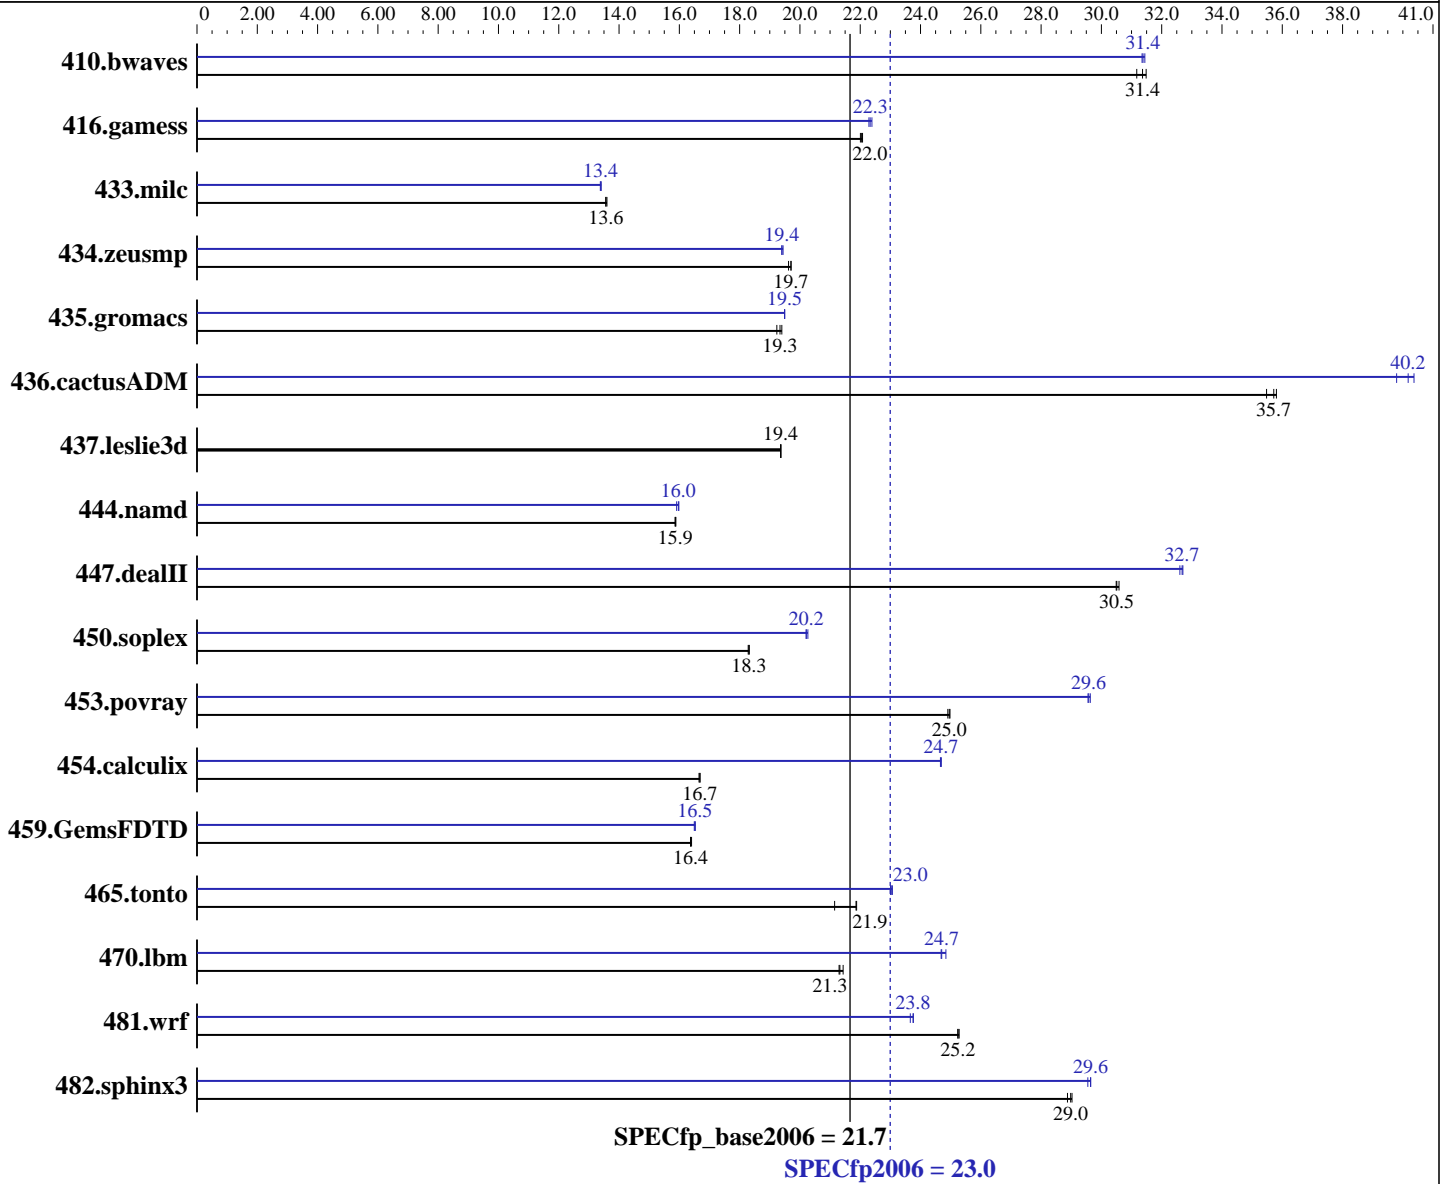 0 2.00 4.00 6.00 8.00 10.0 12.0 14.0 16.0 18.0 20.0 22.0 24.0 26.0 28.0 30.0 32.0 34.0 36.0 38.0 41.0
31.4
410.bwaves
31.4
22.3
416.gamess
22.0
13.4
433.milc
13.6
19.4
434.zeusmp
19.7
19.5
435.gromacs
19.3
40.2
436.cactusADM
35.7
19.4
437.leslie3d
16.0
444.namd
15.9
32.7
447.dealII
30.5
20.2
450.soplex
18.3
29.6
453.povray
25.0
24.7
454.calculix
16.7
16.5
459.GemsFDTD
16.4
23.0
465.tonto
21.9
24.7
470.lbm
21.3
23.8
481.wrf
25.2
29.6
482.sphinx3
29.0
SPECfp_base2006 = 21.7
SPECfp2006 = 23.0